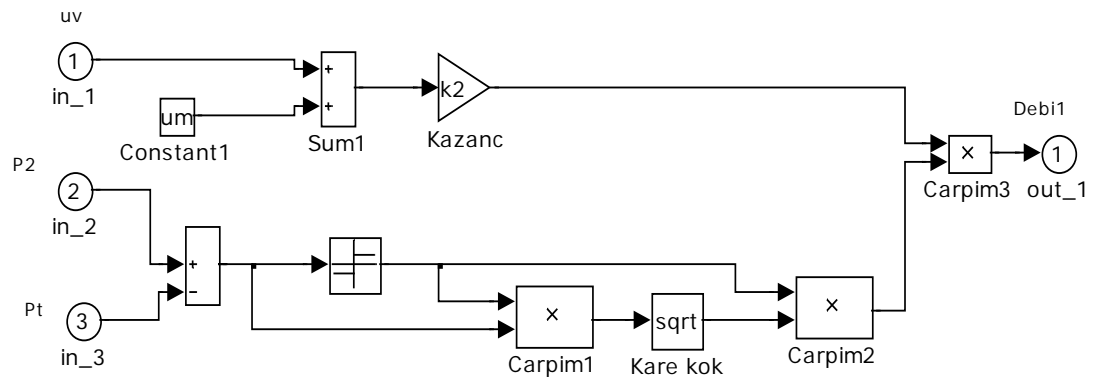 uv
1
in_1
+
+
Sum1
um
Constant1
k2
Kazanc
P2
2
in_2
+
−
Pt
3
in_3
×
Carpim1
sqrt
Kare kok
×
Carpim2
×
Carpim3
Debi1
1
out_1